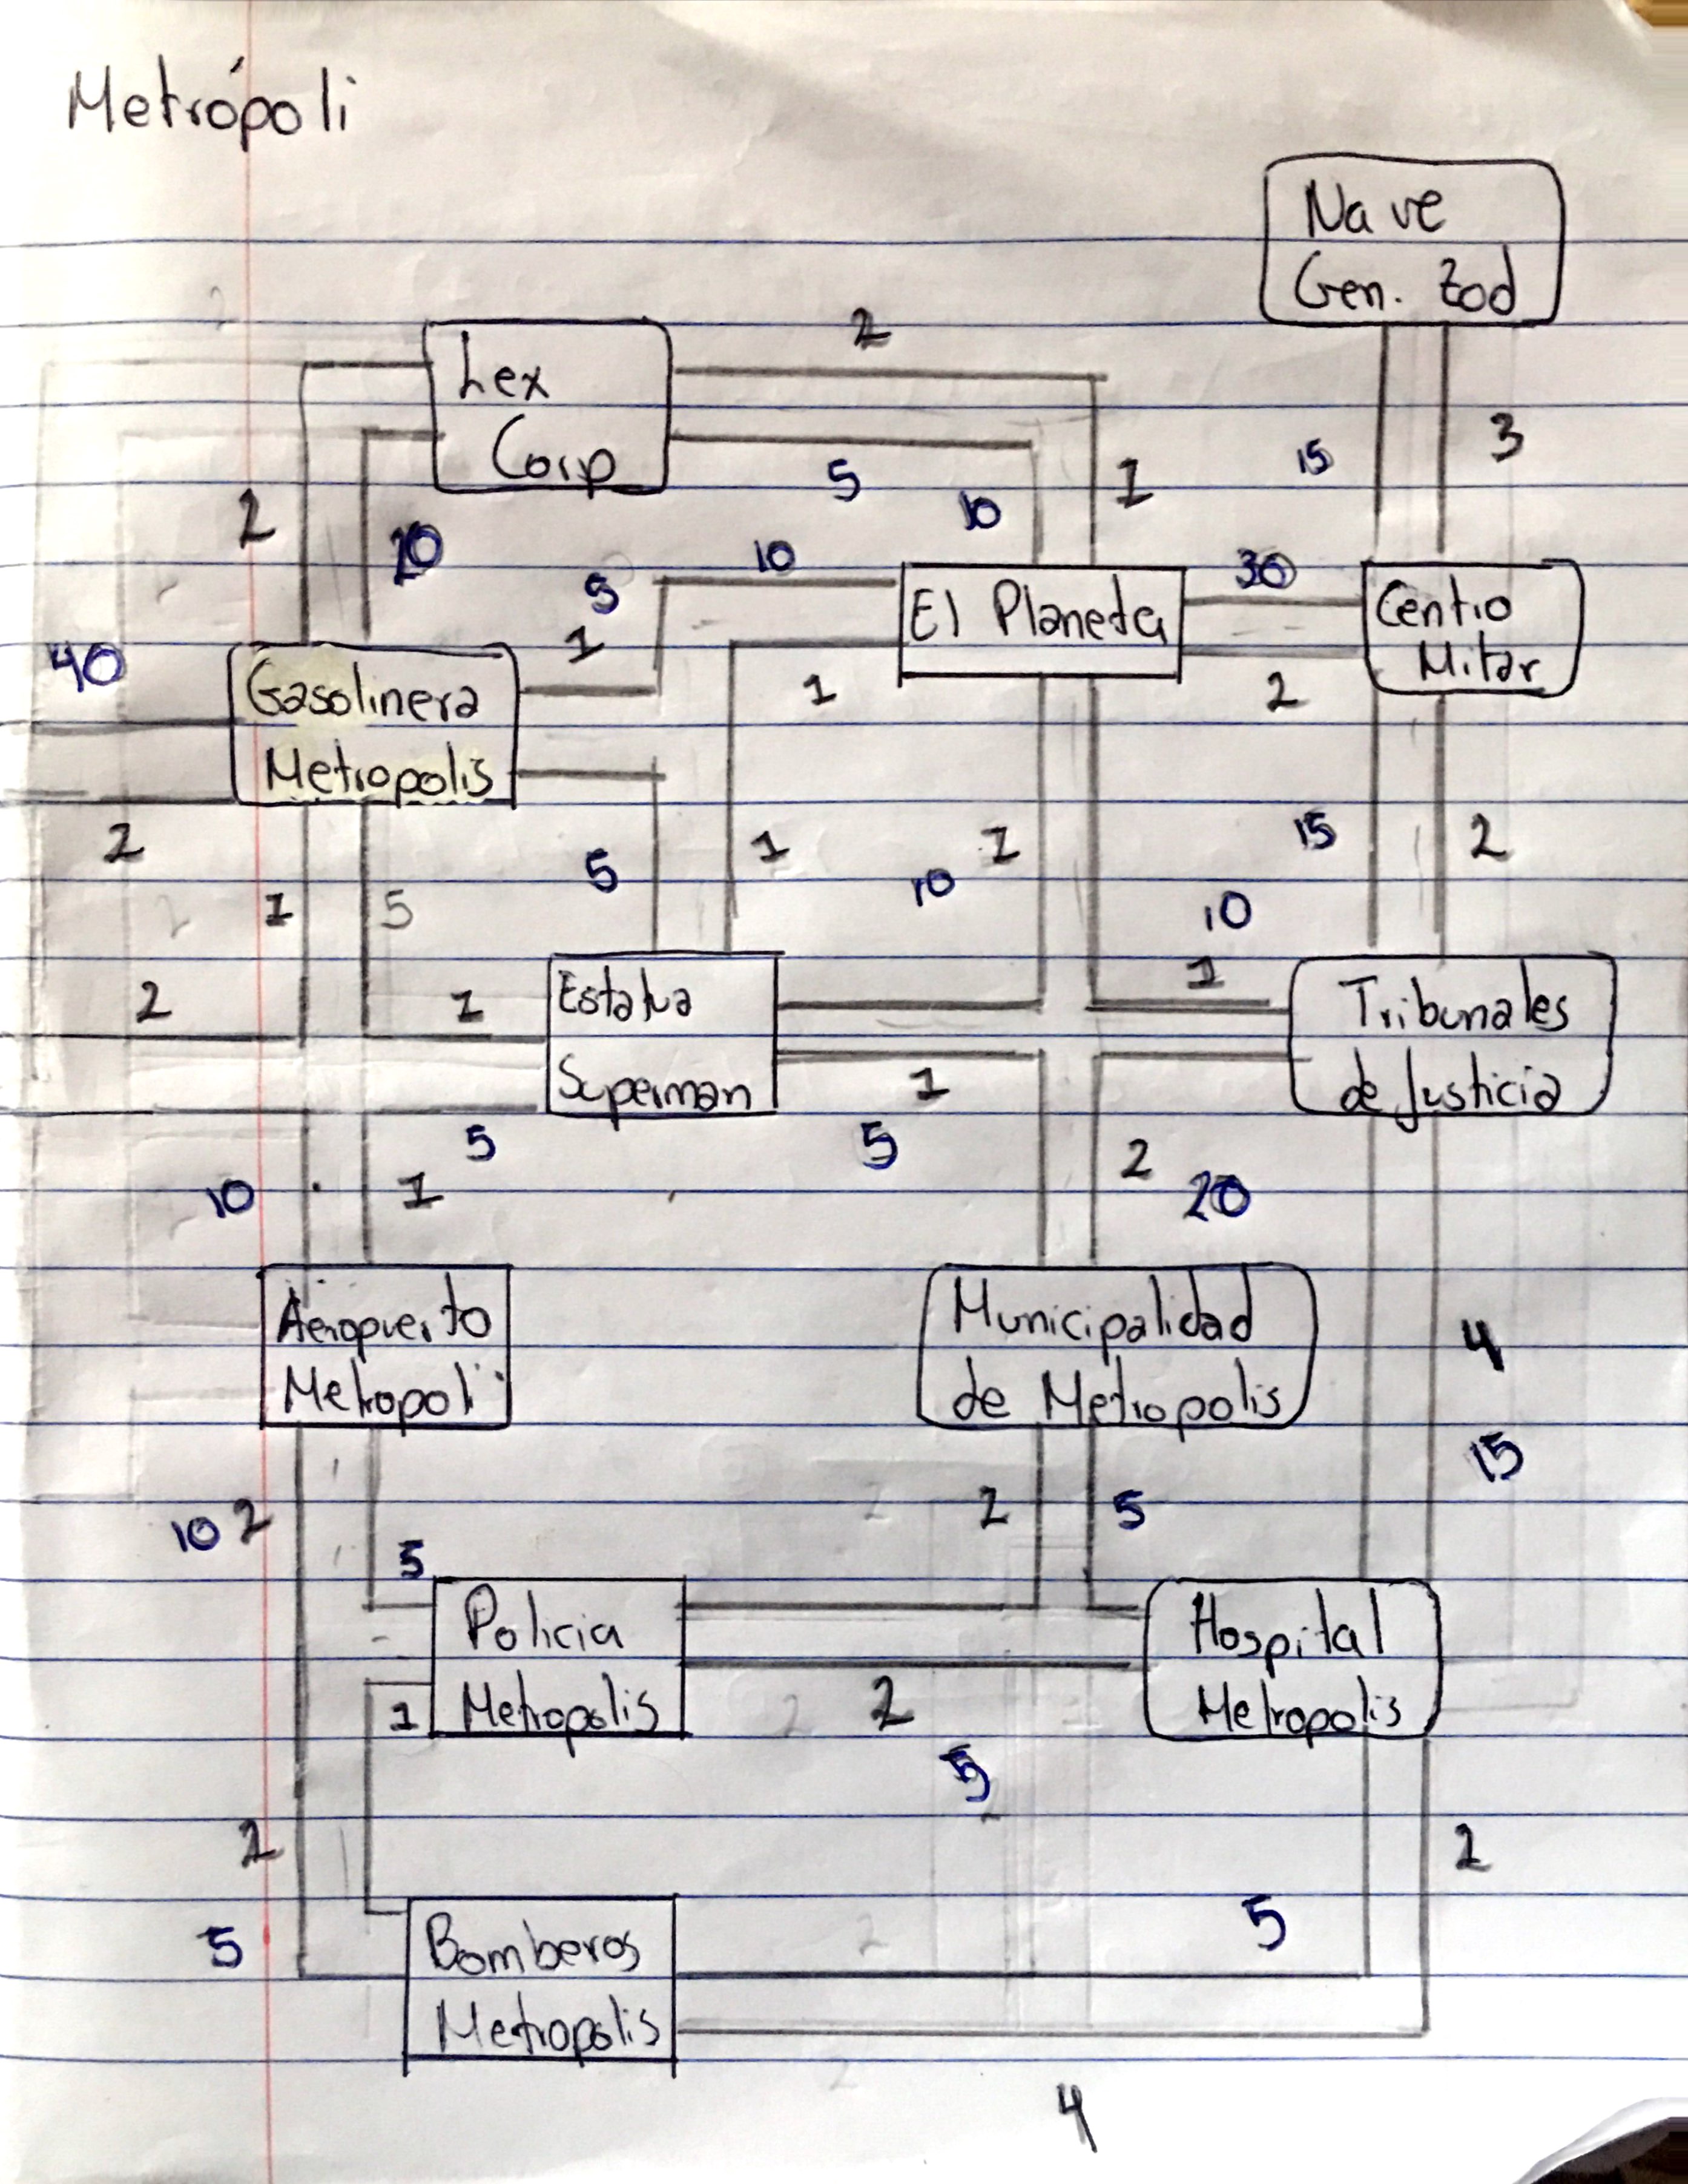 Metrópoli
Nave
Gen. Zod
2
Lex
Corp
3
15
5
1
10
2
10
10
30
5
1
El Planeta
Centro
Mitar
40
Gasolinera
Metropolis
1
2
2
5
1
1
15
2
10
1
5
10
2
1
Estatua
Superman
1
Tribunales
de Justicia
1
5
5
2
10
1
20
Aeropuerto
Metropoli
Municipalidad
de Metropolis
4
15
10
2
2
5
5
Policia
Metropolis
Hospital
Metropolis
1
2
5
2
2
5
5
Bomberos
Metropolis
4